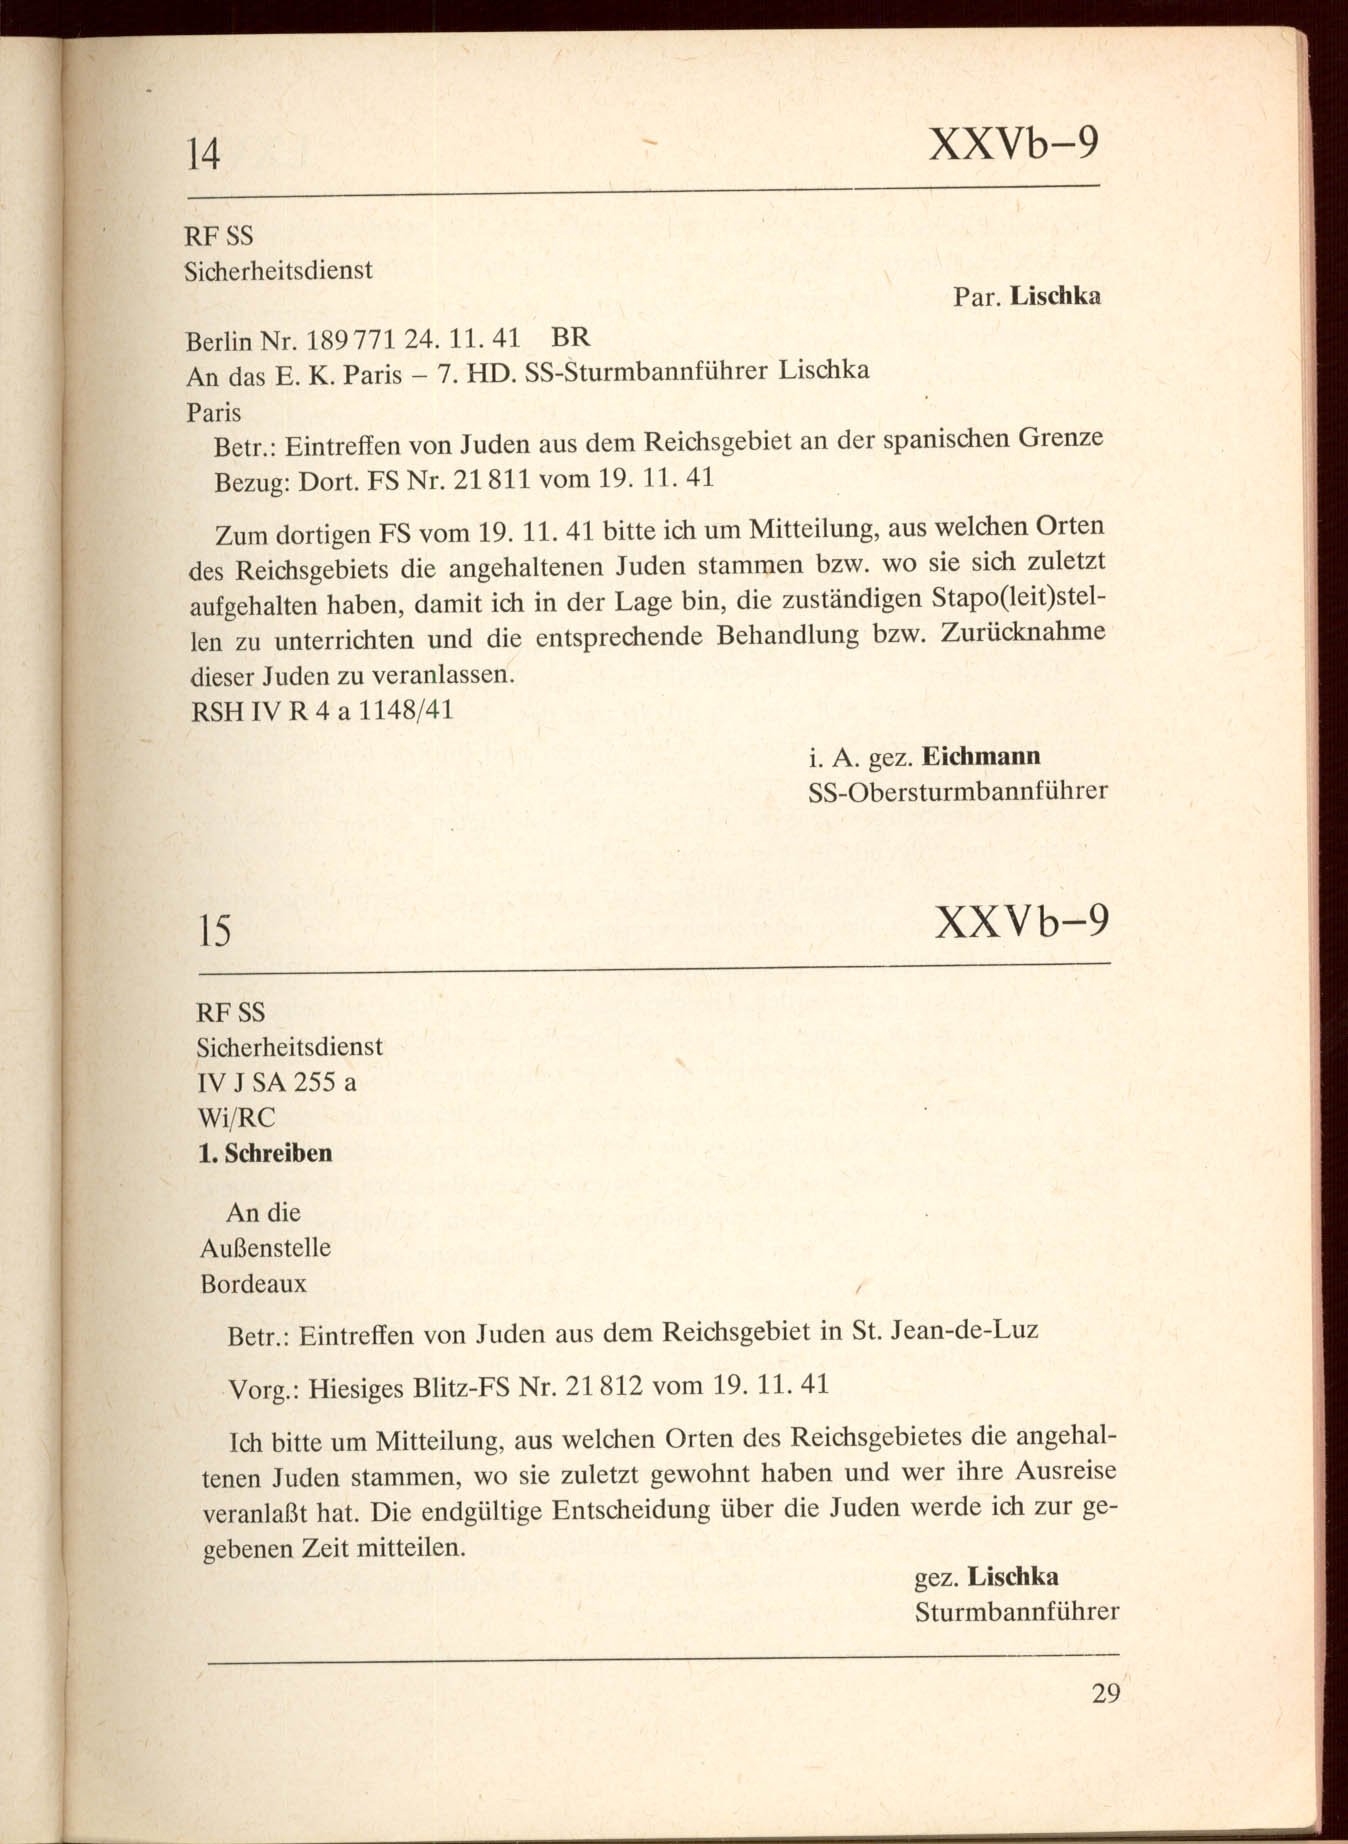 14 XXVb–9
RF SS
Sicherheitsdienst
Par. Lischka
Berlin Nr. 189 771 24. 11. 41 BR
An das E. K. Paris – 7. HD. SS-Sturmbannführer Lischka
Paris
Betr.: Eintreffen von Juden aus dem Reichsgebiet an der spanischen Grenze
Bezug: Dort. FS Nr. 21 811 vom 19. 11. 41
Zum dortigen FS vom 19. 11. 41 bitte ich um Mitteilung, aus welchen Orten
des Reichsgebiets die angehaltenen Juden stammen bzw. wo sie sich zuletzt
aufgehalten haben, damit ich in der Lage bin, die zuständigen Stapo(leit)stel-
len zu unterrichten und die entsprechende Behandlung bzw. Zurücknahme
dieser Juden zu veranlassen.
RSH IV R 4 a 1148/41
i. A. gez. Eichmann
SS-Obersturmbannführer
15 XXVb–9
RF SS
Sicherheitsdienst
IV J SA 255 a
Wi/RC
1. Schreiben
An die
Außenstelle
Bordeaux
Betr.: Eintreffen von Juden aus dem Reichsgebiet in St. Jean-de-Luz
Vorg.: Hiesiges Blitz-FS Nr. 21 812 vom 19. 11. 41
Ich bitte um Mitteilung, aus welchen Orten des Reichsgebietes die angehal-
tenen Juden stammen, wo sie zuletzt gewohnt haben und wer ihre Ausreise
veranlaßt hat. Die endgültige Entscheidung über die Juden werde ich zur ge-
gebenen Zeit mitteilen.
gez. Lischka
Sturmbannführer
29